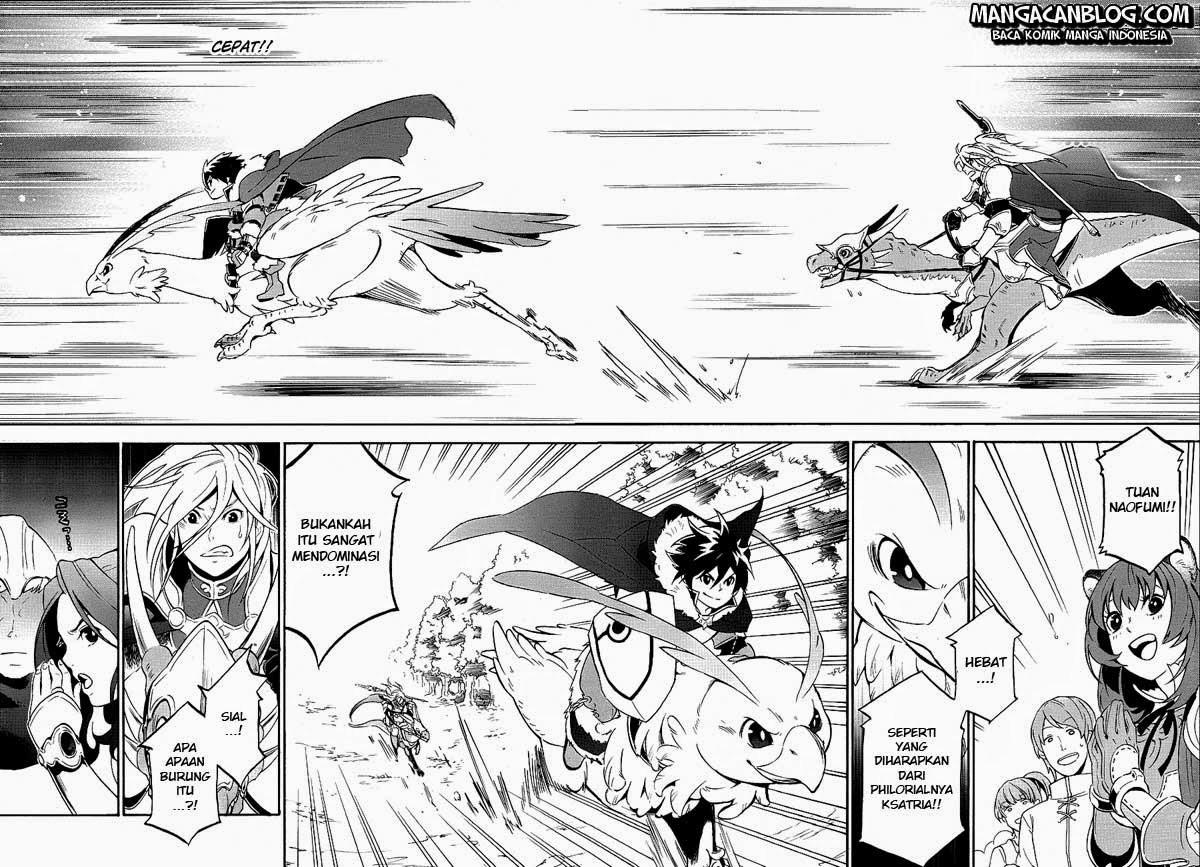 MANGACANBLOG.COM
BACA KOMIK MANGA INDONESIA
CEPAT!!
TUAN
NAOFUMI!!
HEBAT
...!
SEPERTI
YANG
DIHARAPKAN
DARI
PHILORIALNYA
KSATRIA!!
BUKANKAH
ITU SANGAT
MENDOMINASI
...?!
SIAL
...!
APA
APAAN
BURUNG
ITU
...?!